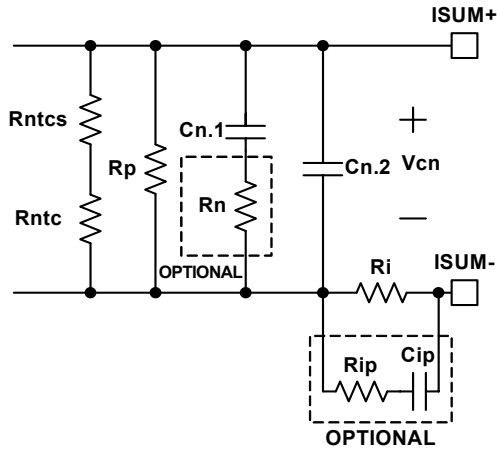 ISUM+
Rntcs
Cn.1
+
Rp
Cn.2
Vcn
Rn
Rntc
−
OPTIONAL
Ri
ISUM-
Rip
Cip
OPTIONAL